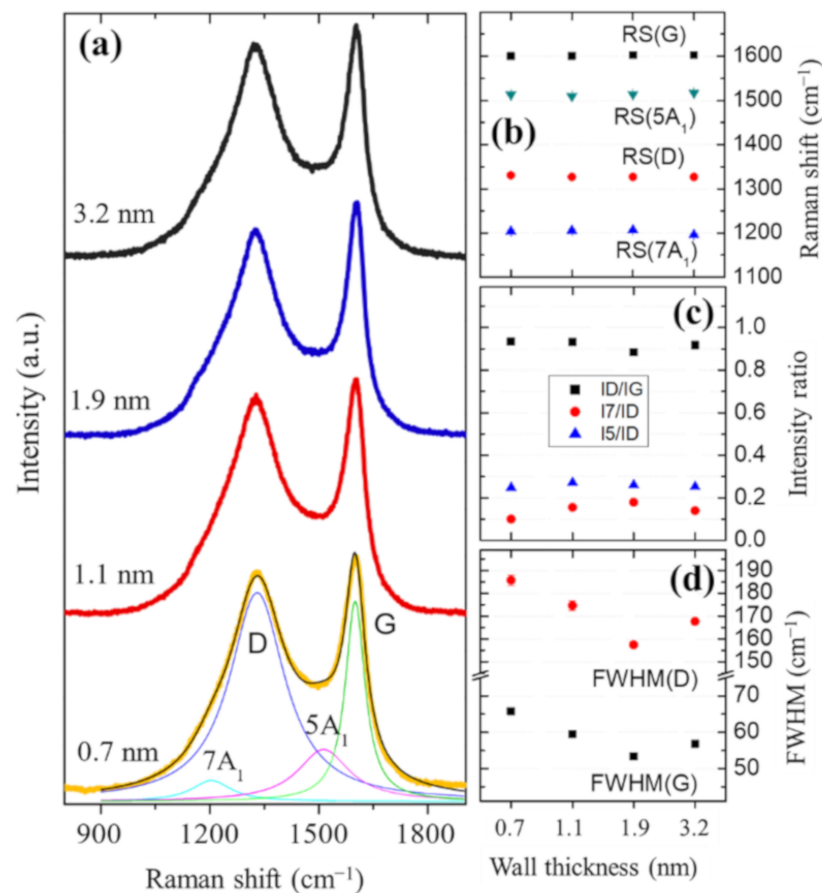 (a)
3.2 nm
1.9 nm
1.1 nm
0.7 nm
D
G
7A₁
5A₁
Intensity (a.u.)
900 1200 1500 1800
Raman shift (cm⁻¹)
(b)
RS(G)
RS(5A₁)
RS(D)
RS(7A₁)
1600
1500
1400
1300
1200
1100
Raman shift (cm⁻¹)
(c)
ID/IG
I7/ID
I5/ID
1.0
0.8
0.6
0.4
0.2
0.0
Intensity ratio
(d)
FWHM(D)
FWHM(G)
190
180
170
160
150
70
60
50
FWHM (cm⁻¹)
0.7 1.1 1.9 3.2
Wall thickness (nm)